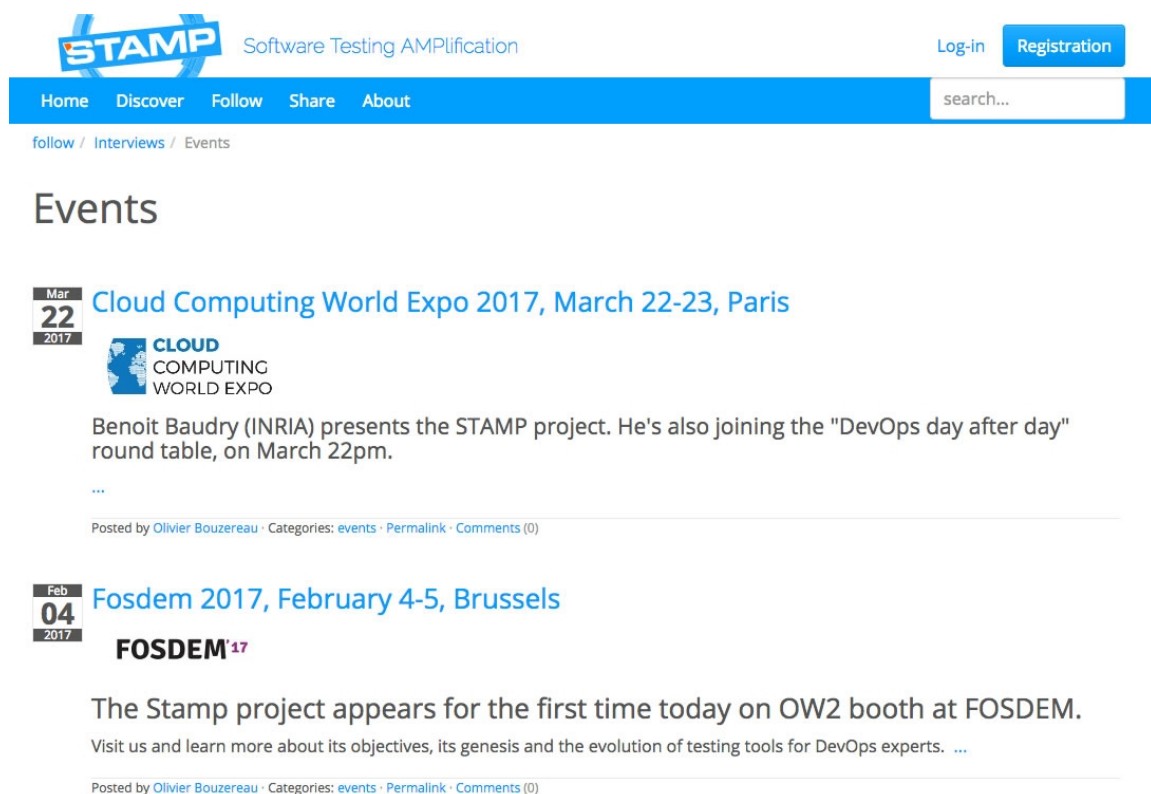 STAMP Software Testing AMPlification Log-in Registration
Home Discover Follow Share About search...
follow / Interviews / Events
Events
Mar
22
2017
Cloud Computing World Expo 2017, March 22-23, Paris
CLOUD
COMPUTING
WORLD EXPO
Benoit Baudry (INRIA) presents the STAMP project. He's also joining the "DevOps day after day"
round table, on March 22pm.
...
Posted by Olivier Bouzereau · Categories: events · Permalink · Comments (0)
Feb
04
2017
Fosdem 2017, February 4-5, Brussels
FOSDEM'17
The Stamp project appears for the first time today on OW2 booth at FOSDEM.
Visit us and learn more about its objectives, its genesis and the evolution of testing tools for DevOps experts. ...
Posted by Olivier Bouzereau · Categories: events · Permalink · Comments (0)